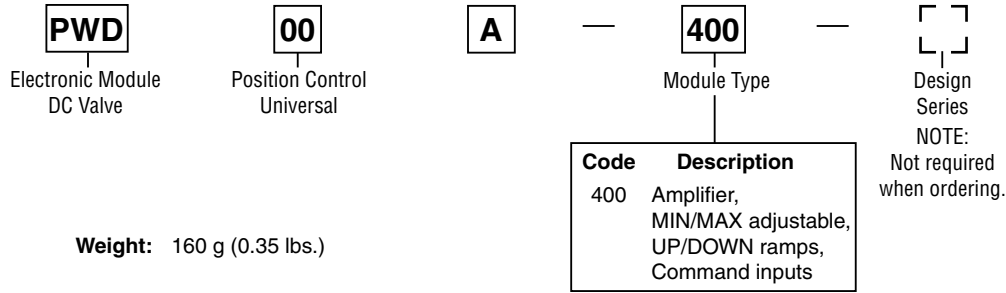 PWD 00 A — 400 —
Electronic Module
DC Valve
Position Control
Universal
Module Type
Design
Series
NOTE:
Not required
when ordering.
Code Description
400 Amplifier,
MIN/MAX adjustable,
UP/DOWN ramps,
Command inputs
Weight: 160 g (0.35 lbs.)